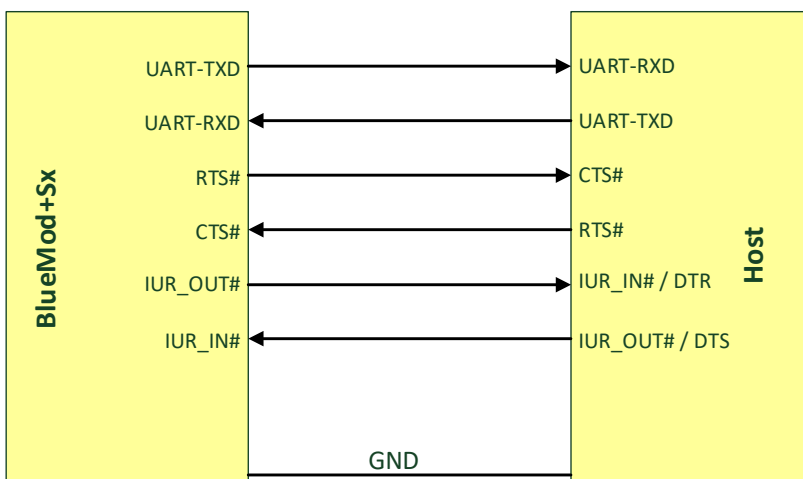 UART-TXD
UART-RXD
UART-RXD
UART-TXD
RTS#
CTS#
CTS#
RTS#
IUR_OUT#
IUR_IN# / DTR
IUR_IN#
IUR_OUT# / DTS
BlueMod+Sx
Host
GND